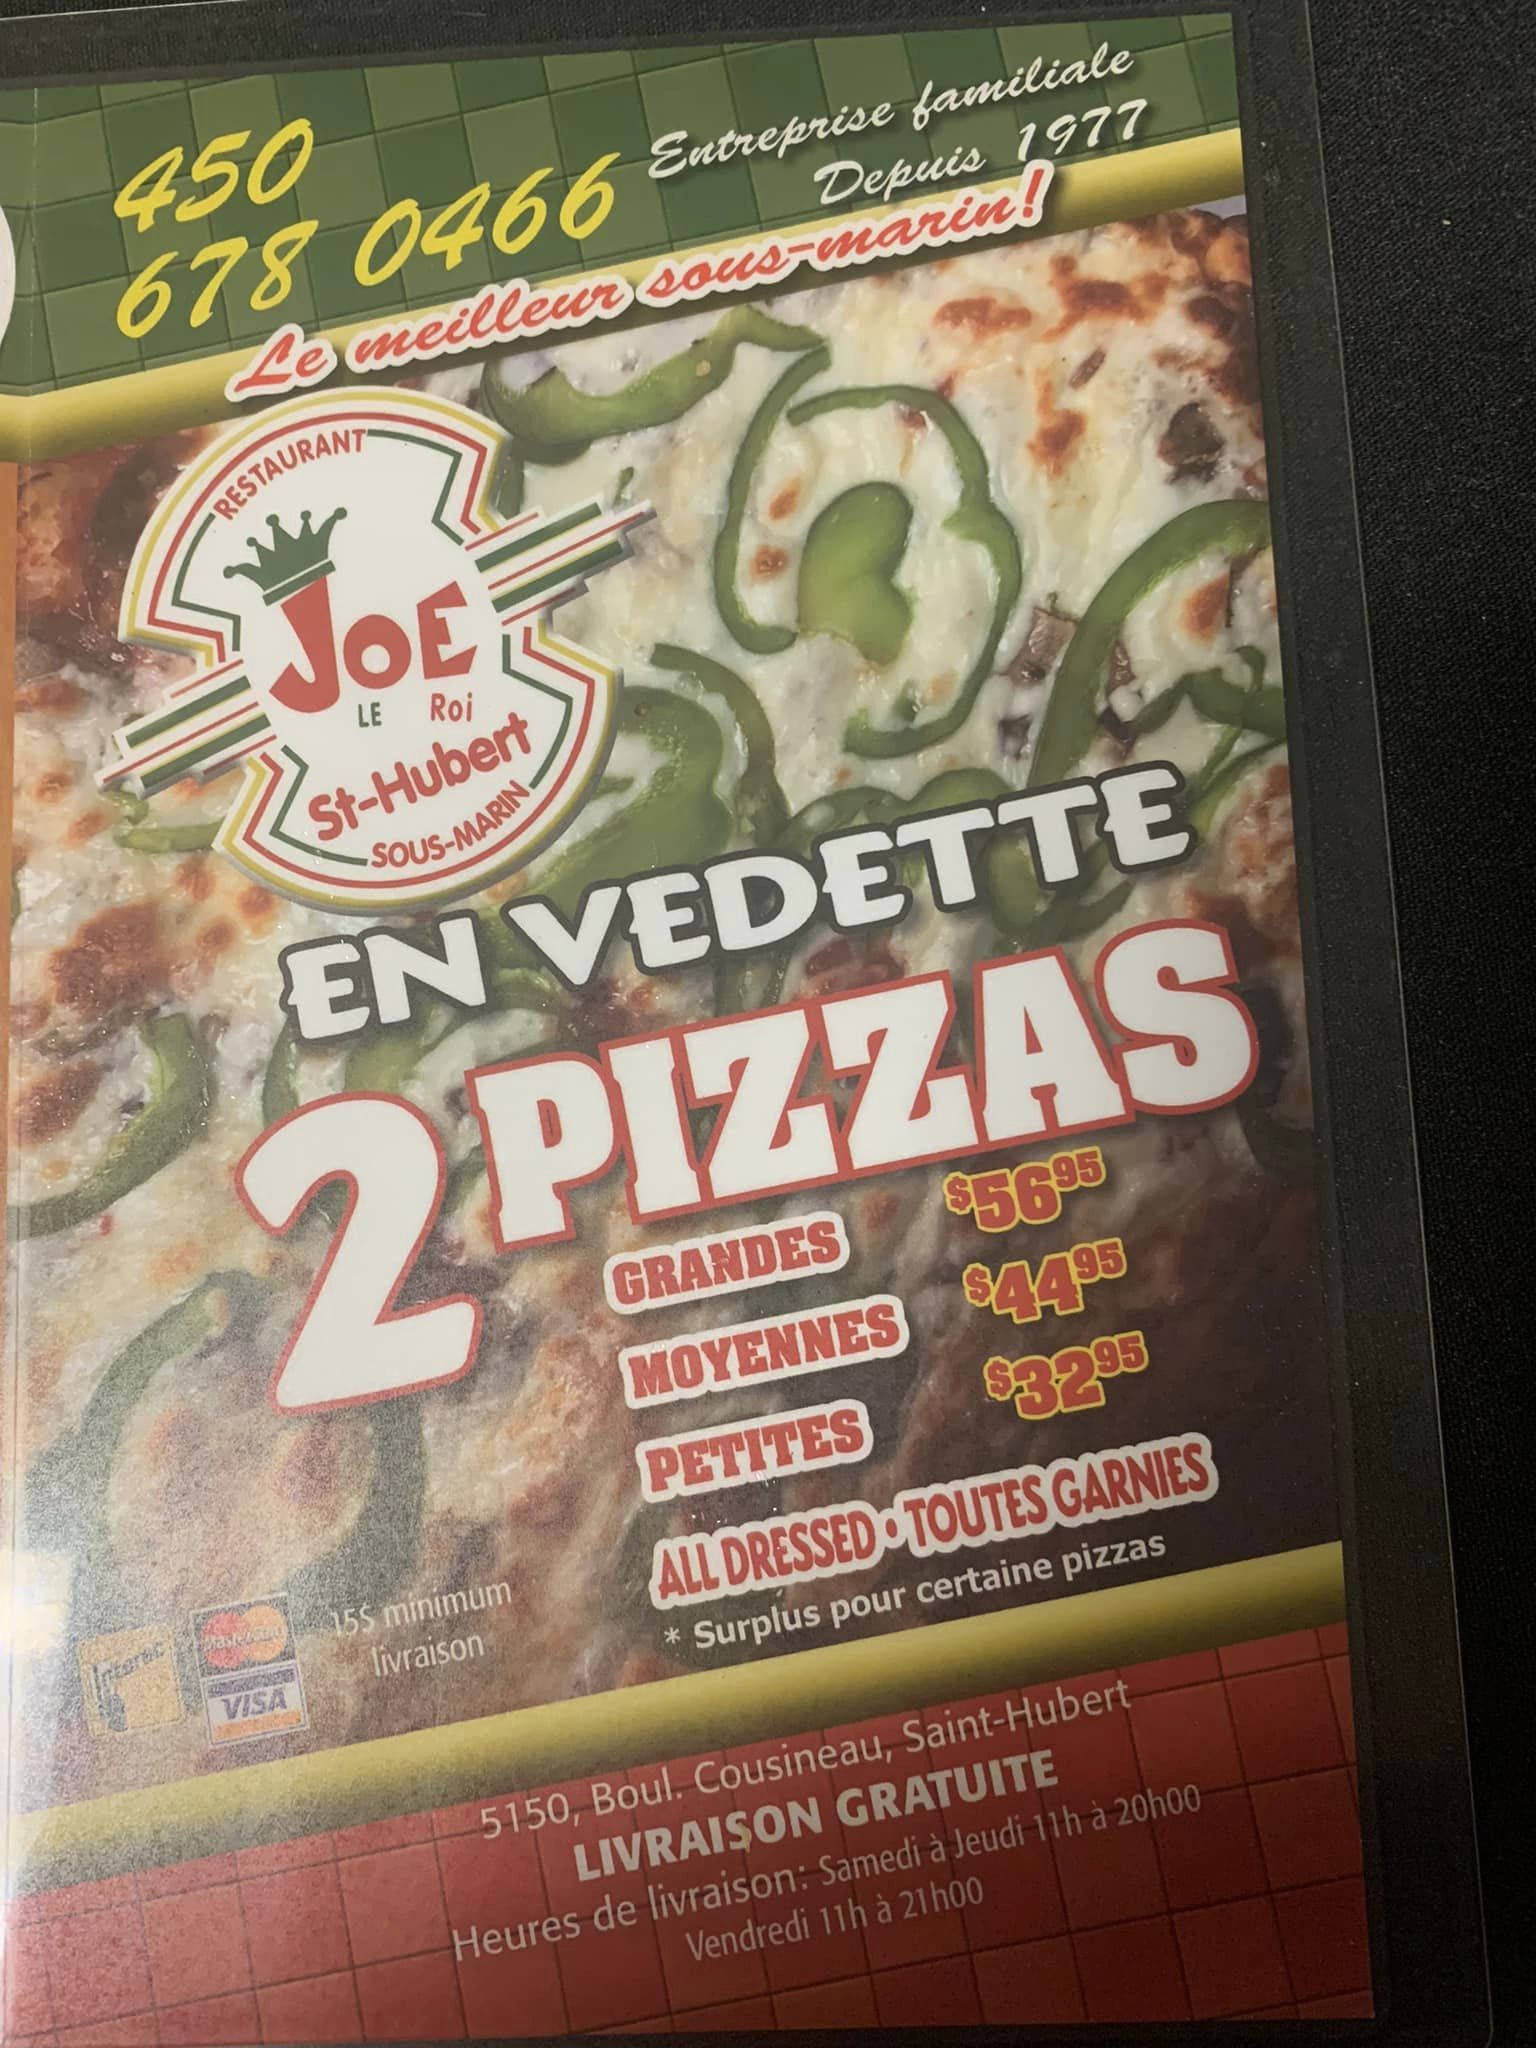 450
678 0466
Entreprise familiale
Depuis 1977
Le meilleur sous-marin!
RESTAURANT
JOE
LE Roi
St-Hubert
SOUS-MARIN
EN VEDETTE
2 PIZZAS
GRANDES $56 95
MOYENNES $44 95
PETITES $32 95
ALL DRESSED • TOUTES GARNIES
* Surplus pour certaine pizzas
Interac
MasterCard
VISA
15$ minimum
livraison
5150, Boul. Cousineau, Saint-Hubert
LIVRAISON GRATUITE
Heures de livraison: Samedi à Jeudi 11h à 20h00
Vendredi 11h à 21h00